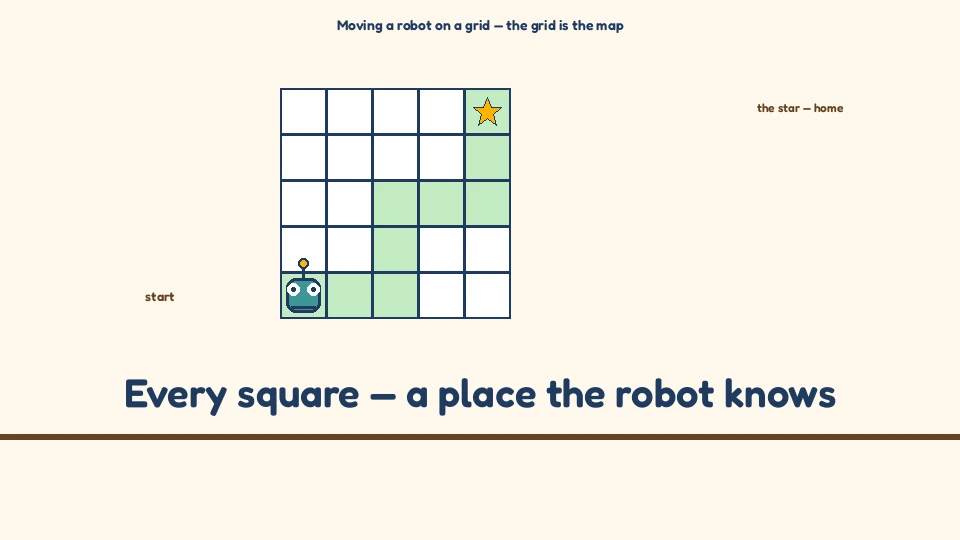 Moving a robot on a grid — the grid is the map
the star — home
start
Every square — a place the robot knows